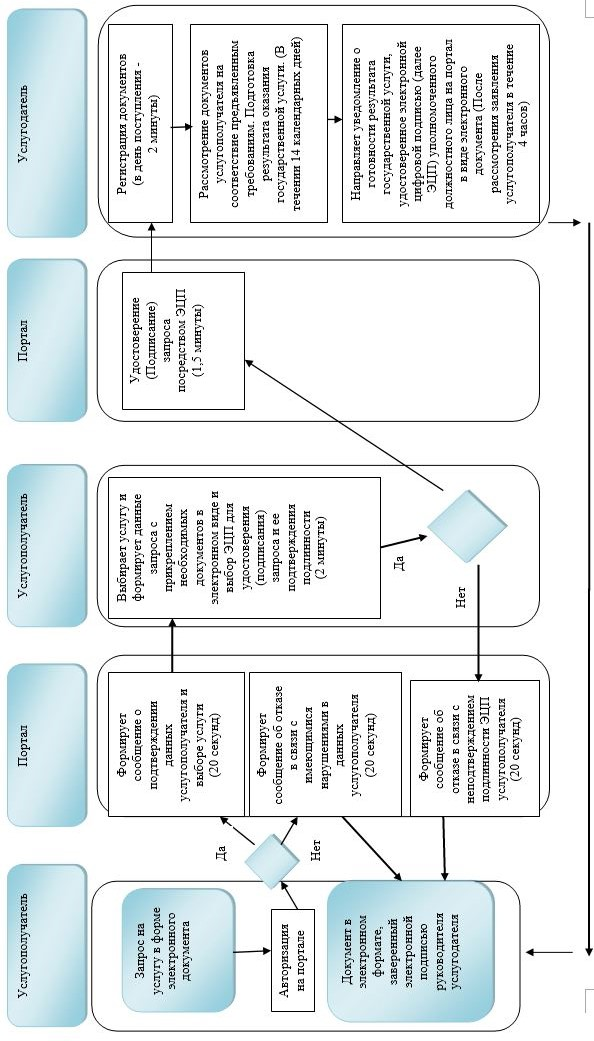 Услугополучатель
Портал
Услугополучатель
Портал
Услугодатель
Запрос на
услугу в форме
электронного
документа
Авторизация
на портале
Документ в
электронном
формате,
заверенный
электронной
подписью
руководителя
услугодателя
Да
Нет
Формирует
сообщение о
подтверждении
данных
услугополучателя и
выборе услуги
(20 секунд)
Формирует
сообщение об отказе
в связи с
имеющимися
нарушениями в
данных
услугополучателя
(20 секунд)
Формирует
сообщение об
отказе в связи с
неподтверждением
подлинности ЭЦП
услугополучателя
(20 секунд)
Выбирает услугу и
формирует данные
запроса с
прикреплением
необходимых
документов в
электронном виде и
выбор ЭЦП для
удостоверения
(подписания)
запроса и ее
подтверждения
подлинности
(2 минуты)
Да
Нет
Удостоверение
(Подписание)
запроса
посредством ЭЦП
(1,5 минуты)
Регистрация документов
(в день поступления -
2 минуты)
Рассмотрение документов
услугополучателя на
соответствие предъявленным
требованиям. Подготовка
результата оказания
государственной услуги. (В
течении 14 календарных дней)
Направляет уведомление о
готовности результата
государственной услуги,
удостоверенное электронной
цифровой подписью (далее
ЭЦП) уполномоченного
должностного лица на портал
в виде электронного
документа (После
рассмотрения заявления
услугополучателя в течение
4 часов)